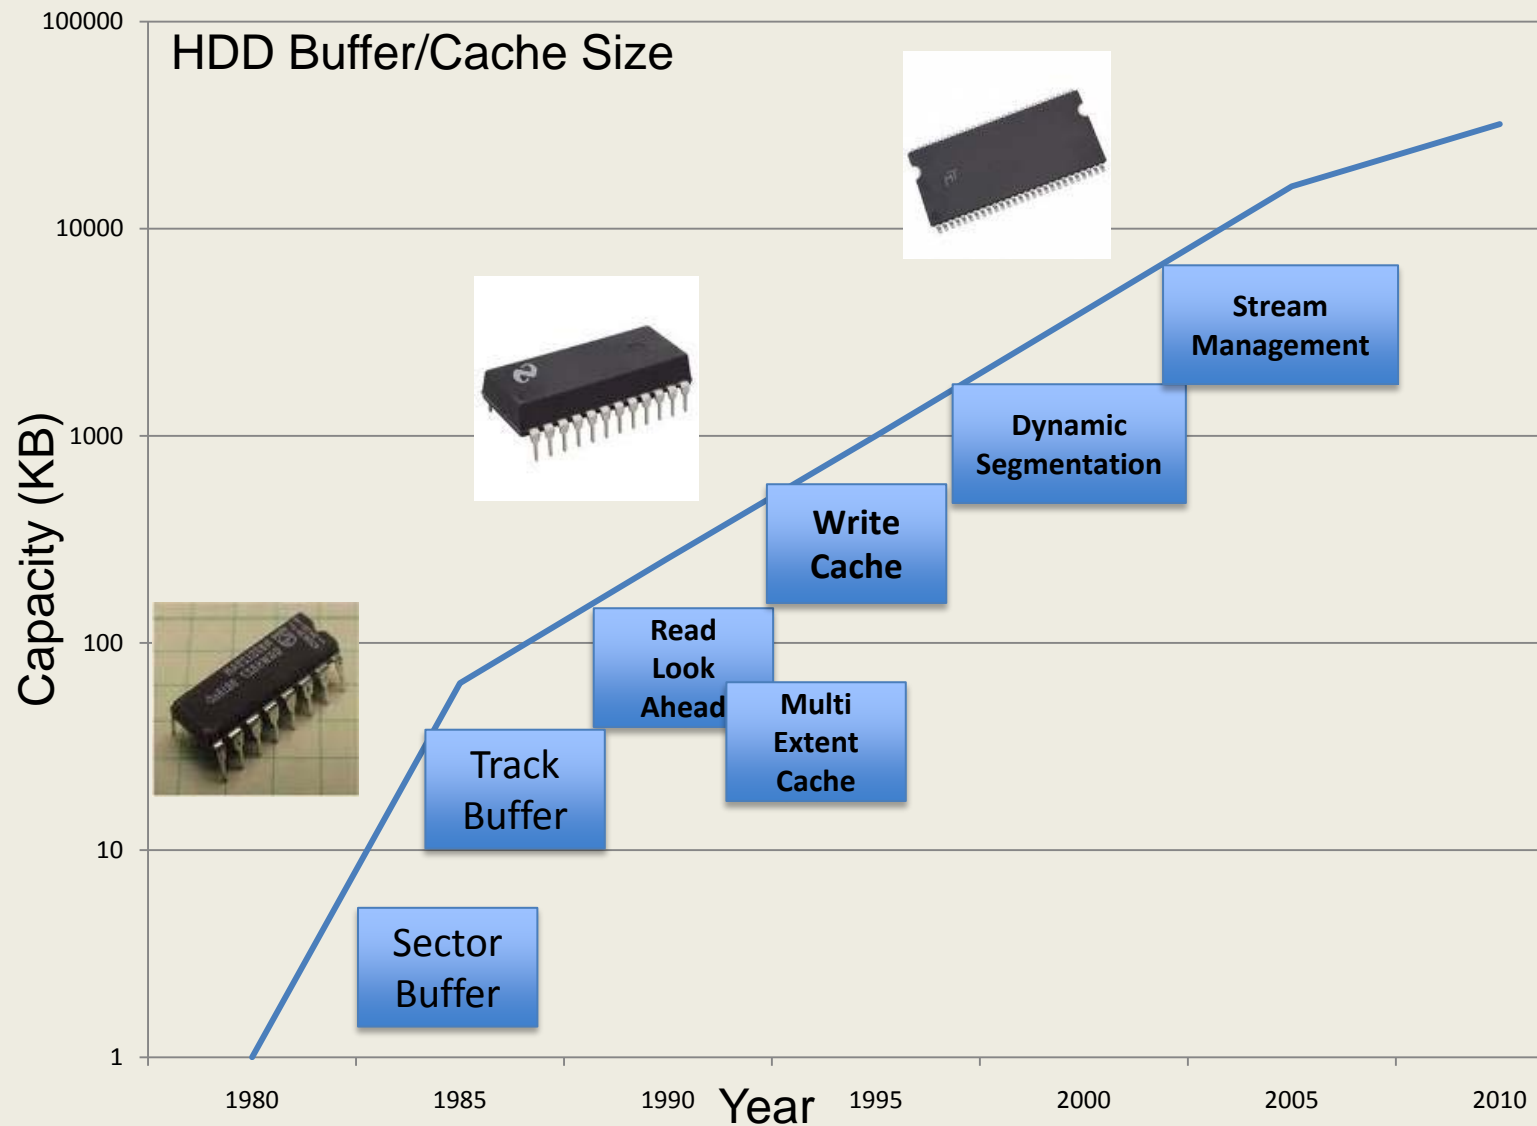 HDD Buffer/Cache Size
100000
10000
1000
100
10
1
Capacity (KB)
Stream
Management
Dynamic
Segmentation
Write
Cache
Read
Look
Ahead
Multi
Extent
Cache
Track
Buffer
Sector
Buffer
1980
1985
1990
1995
2000
2005
2010
Year